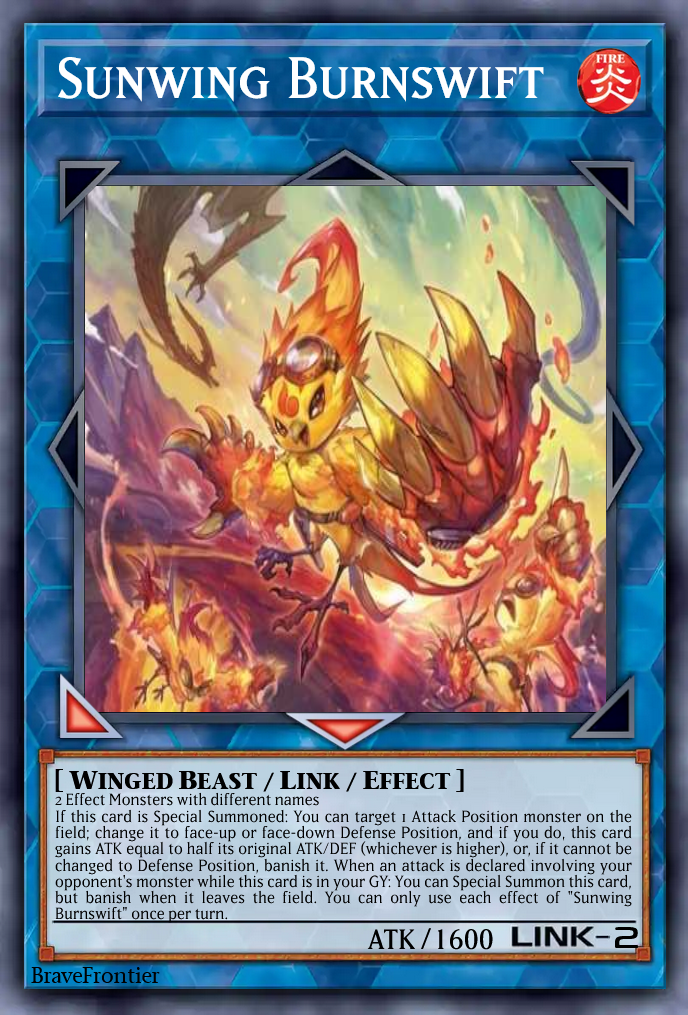 Sunwing Burnswift
FIRE
炎
[ Winged Beast / Link / Effect ]
2 Effect Monsters with different names
If this card is Special Summoned: You can target 1 Attack Position monster on the
field; change it to face-up or face-down Defense Position, and if you do, this card
gains ATK equal to half its original ATK/DEF (whichever is higher), or, if it cannot be
changed to Defense Position, banish it. When an attack is declared involving your
opponent's monster while this card is in your GY: You can Special Summon this card,
but banish when it leaves the field. You can only use each effect of "Sunwing
Burnswift" once per turn.
ATK/1600 LINK-2
BraveFrontier